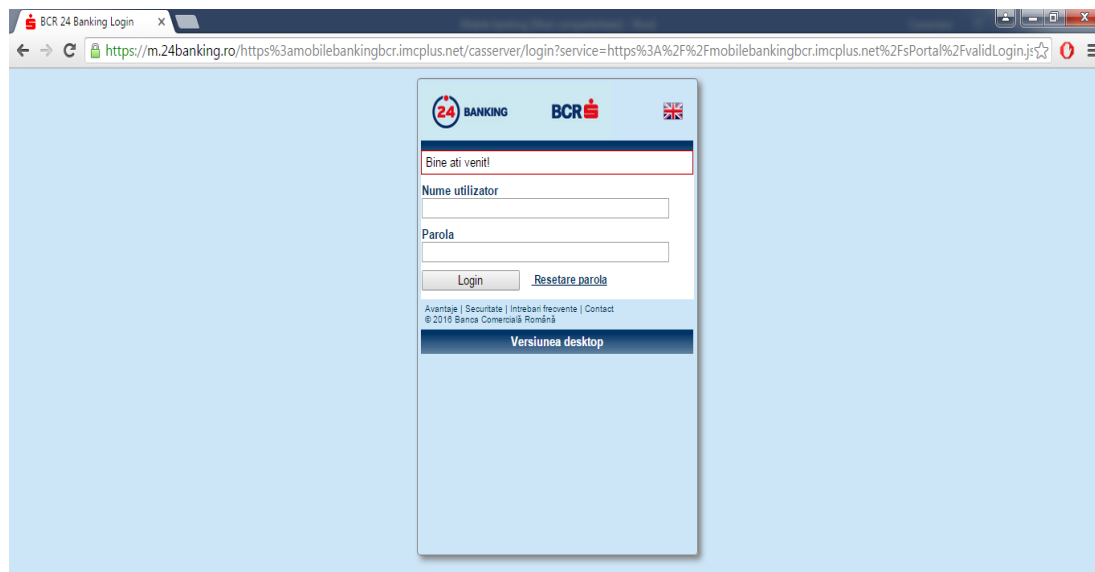 BCR 24 Banking Login
https://m.24banking.ro/https%3amobilebankingbcr.imcplus.net/casserver/login?service=https%3A%2F%2Fmobilebankingbcr.imcplus.net%2FsPortal%2FvalidLogin.js
24 BANKING BCR
Bine ati venit!
Nume utilizator
Parola
Login Resetare parola
Avantaje | Securitate | Intrebari frecvente | Contact
© 2016 Banca Comercială Română
Versiunea desktop